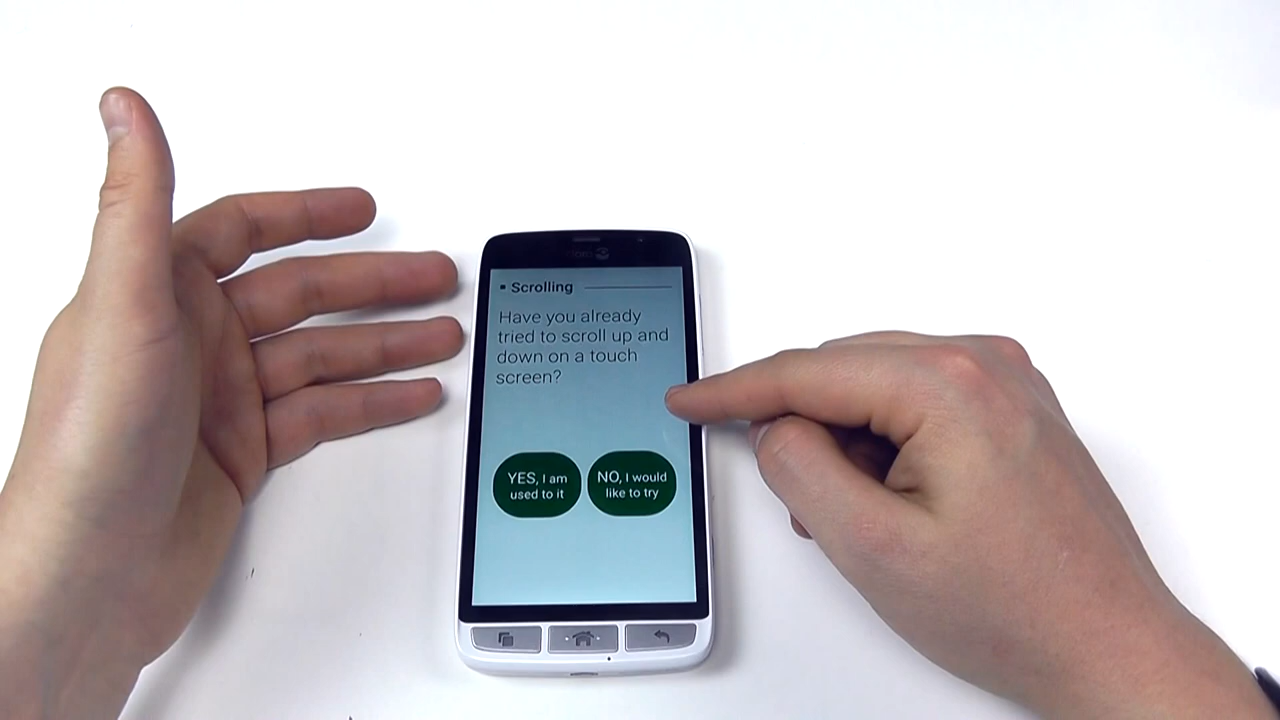 doro
Scrolling
Have you already
tried to scroll up and
down on a touch
screen?
YES, I am
used to it
NO, I would
like to try